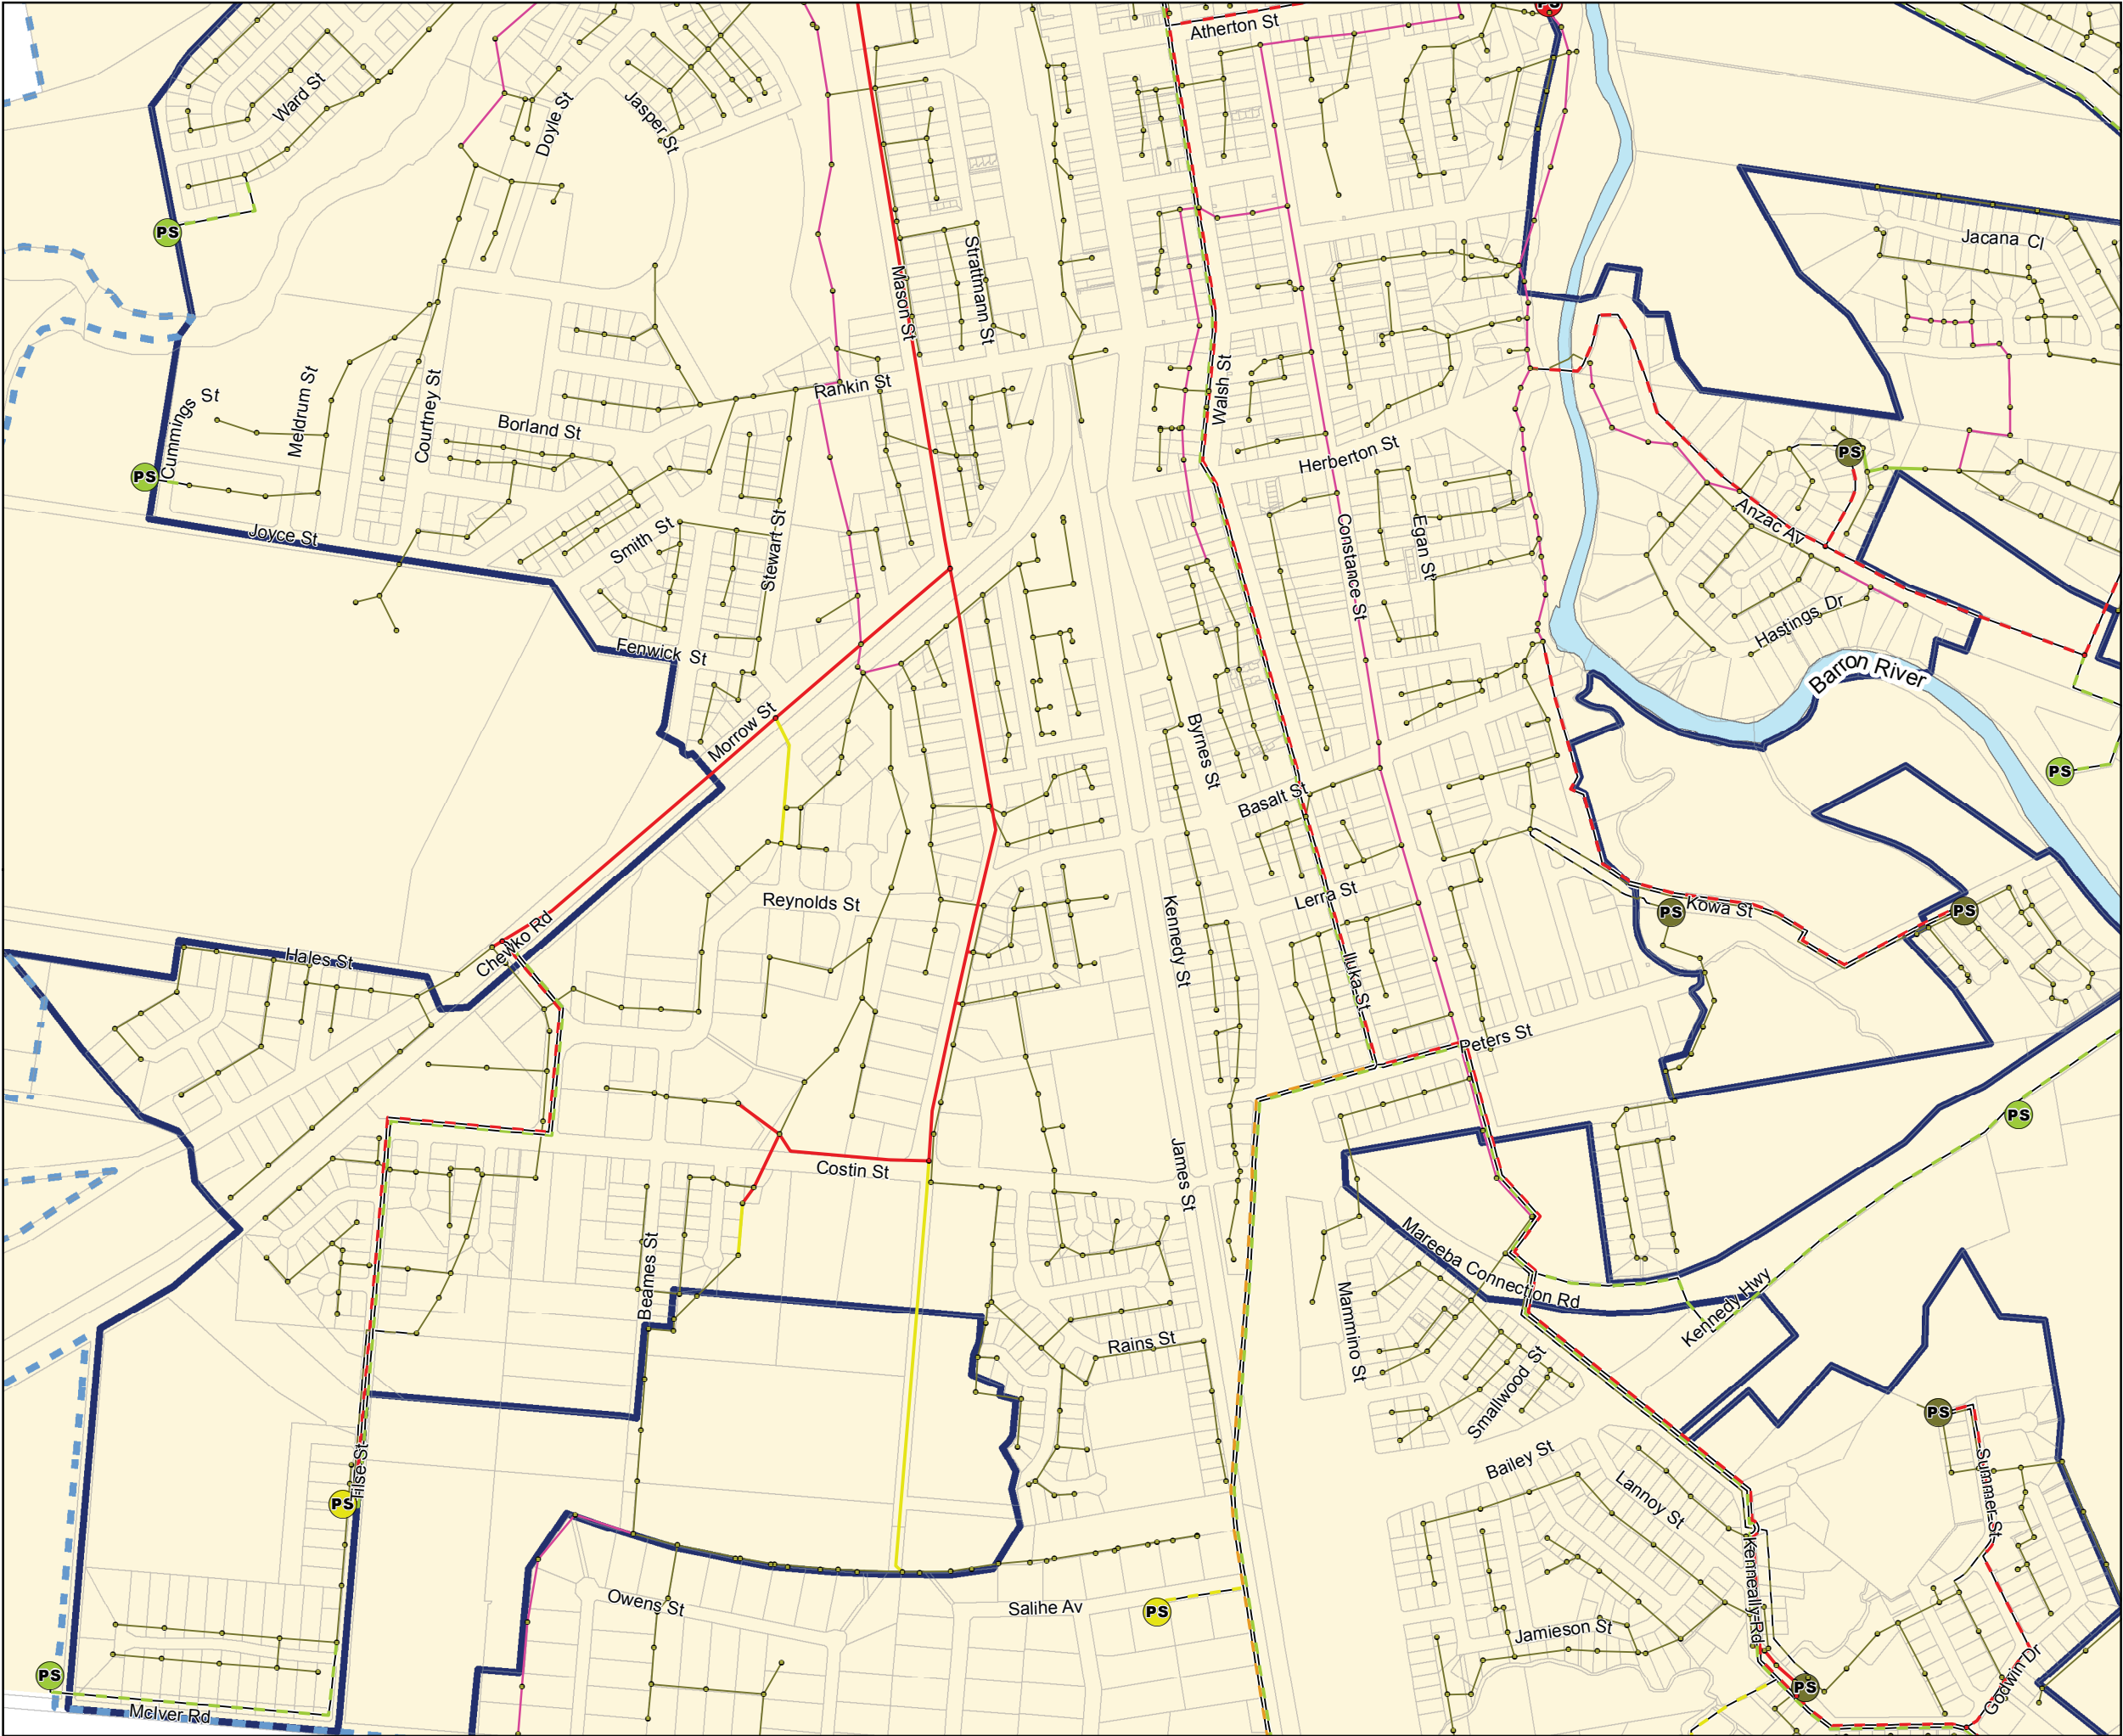 PS
Atherton St
Ward St
Doyle St
Jasper St
PS
Jacana Cl
Strattmann St
Mason St
Rankin St
Walsh St
Meldrum St
Courtney St
Cummings St
Borland St
Herberton St
PS
PS
Anzac Av
Joyce St
Smith St
Stewart St
Constance St
Egan St
Hastings Dr
Fenwick St
Barron River
Morrow St
Byrnes St
PS
Basalt St
Reynolds St
Lerra St
Kowa St
PS
PS
Chewko Rd
Hales St
Kennedy St
Iluka St
Peters St
PS
Costin St
James St
Beames St
Mareeba Connection Rd
Kennedy Hwy
Mammino St
Rains St
Smallwood St
PS
Bailey St
Lannoy St
Summer St
Tilse St
PS
Kenneally Rd
Owens St
Salihe Av
PS
Jamieson St
PS
PS
Godwin Dr
McIver Rd